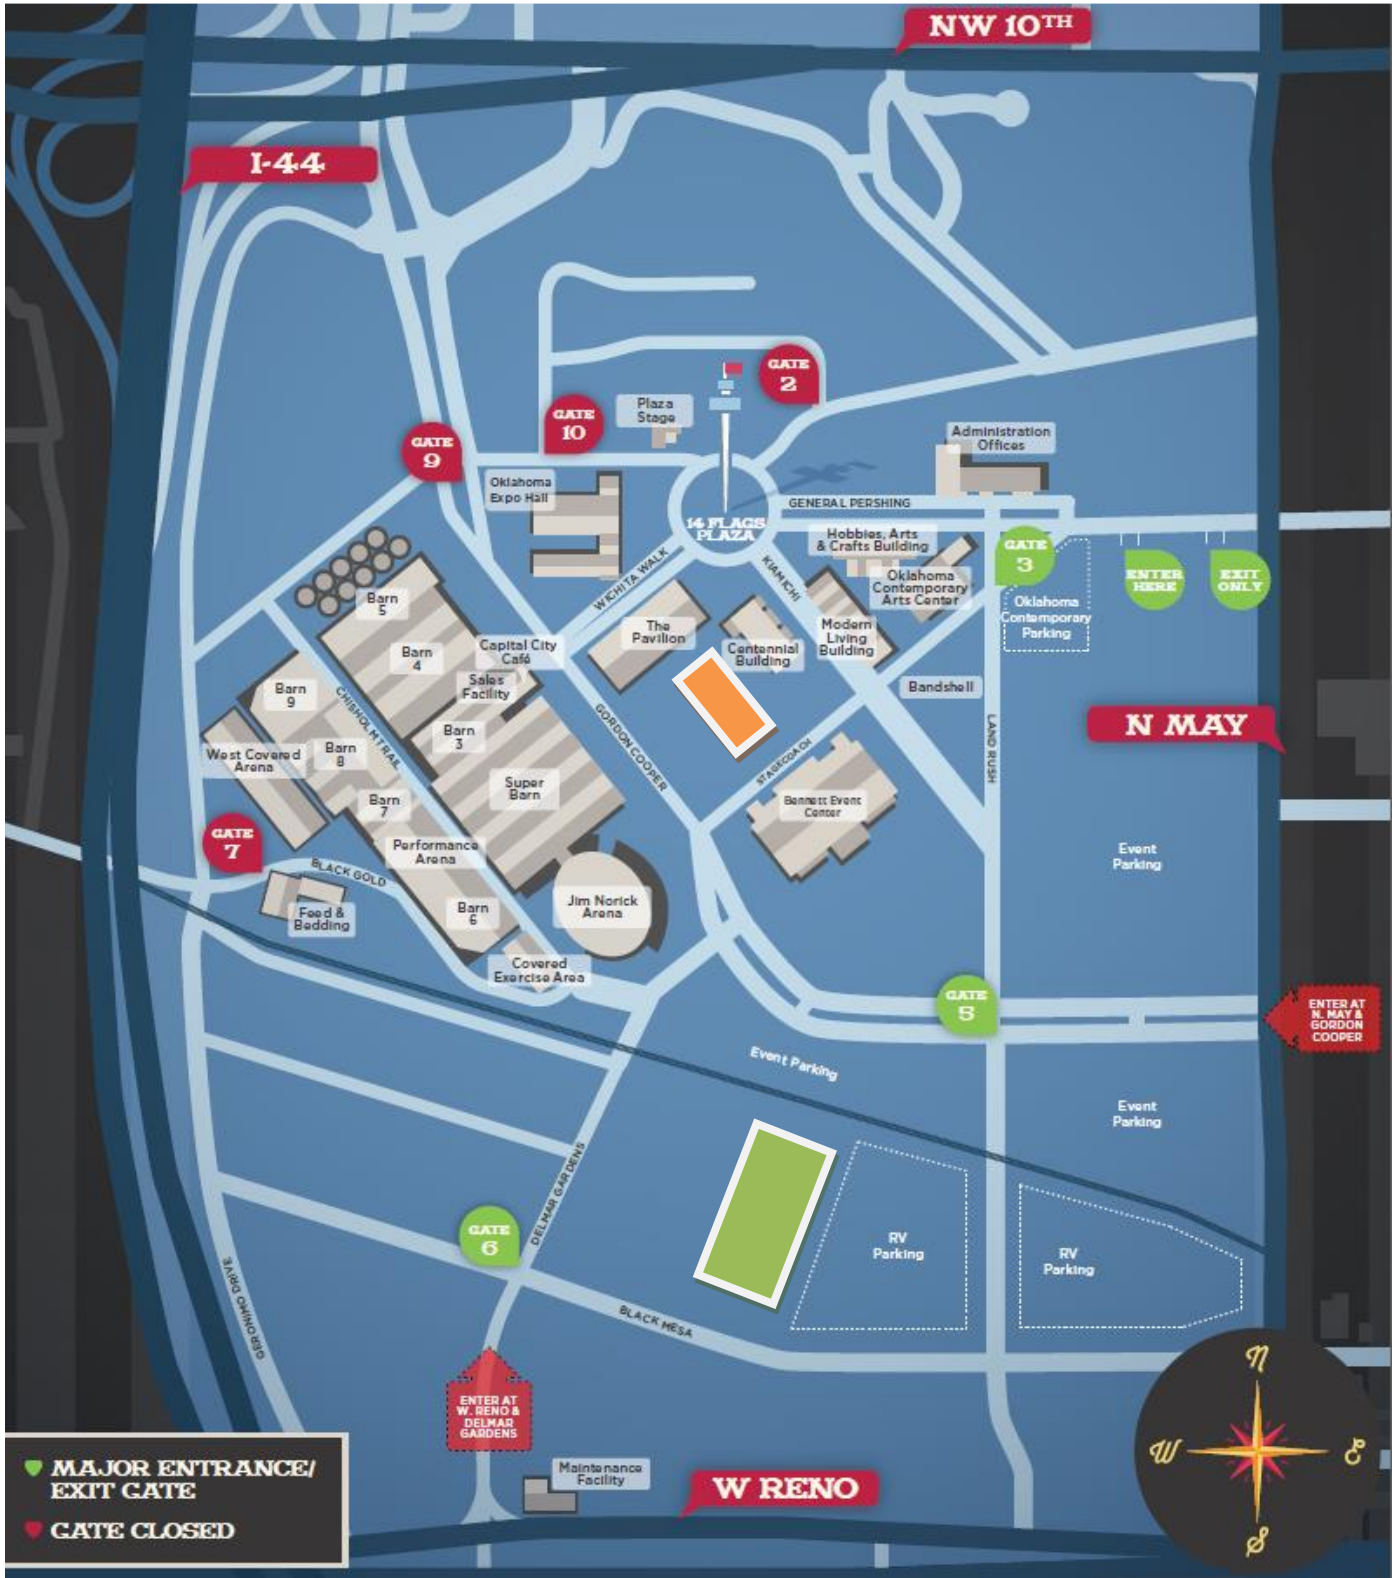 NW 10TH
I-44
GATE
2
GATE
10
Plaza
Stage
GATE
9
Administration
Offices
Oklahoma
Expo Hall
GENERAL PERSHING
14 FLAGS
PLAZA
Hobbies, Arts
& Crafts Building
GATE
3
ENTER
HERE
EXIT
ONLY
WICHITA WALK
KIAMICHI
Oklahoma
Contemporary
Arts Center
Oklahoma
Contemporary
Parking
Barn
5
The
Pavilion
Modern
Living
Building
Centennial
Building
Capital City
Café
Barn
4
Sales
Facility
Bandshell
Barn
9
CHISHOLM TRAIL
GORDON COOPER
LAND RUSH
N MAY
Barn
3
West Covered
Arena
Barn
8
STAGECOACH
Super
Barn
Barn
7
Bennett Event
Center
GATE
7
Performance
Arena
Event
Parking
BLACK GOLD
Feed &
Bedding
Barn
6
Jim Norick
Arena
Covered
Exercise Area
GATE
5
ENTER AT
N. MAY &
GORDON
COOPER
Event Parking
Event
Parking
DELMAR GARDENS
GATE
6
RV
Parking
RV
Parking
GERONIMO DRIVE
BLACK MESA
N
W
E
S
ENTER AT
W. RENO &
DELMAR
GARDENS
Maintenance
Facility
W RENO
MAJOR ENTRANCE/
EXIT GATE
GATE CLOSED